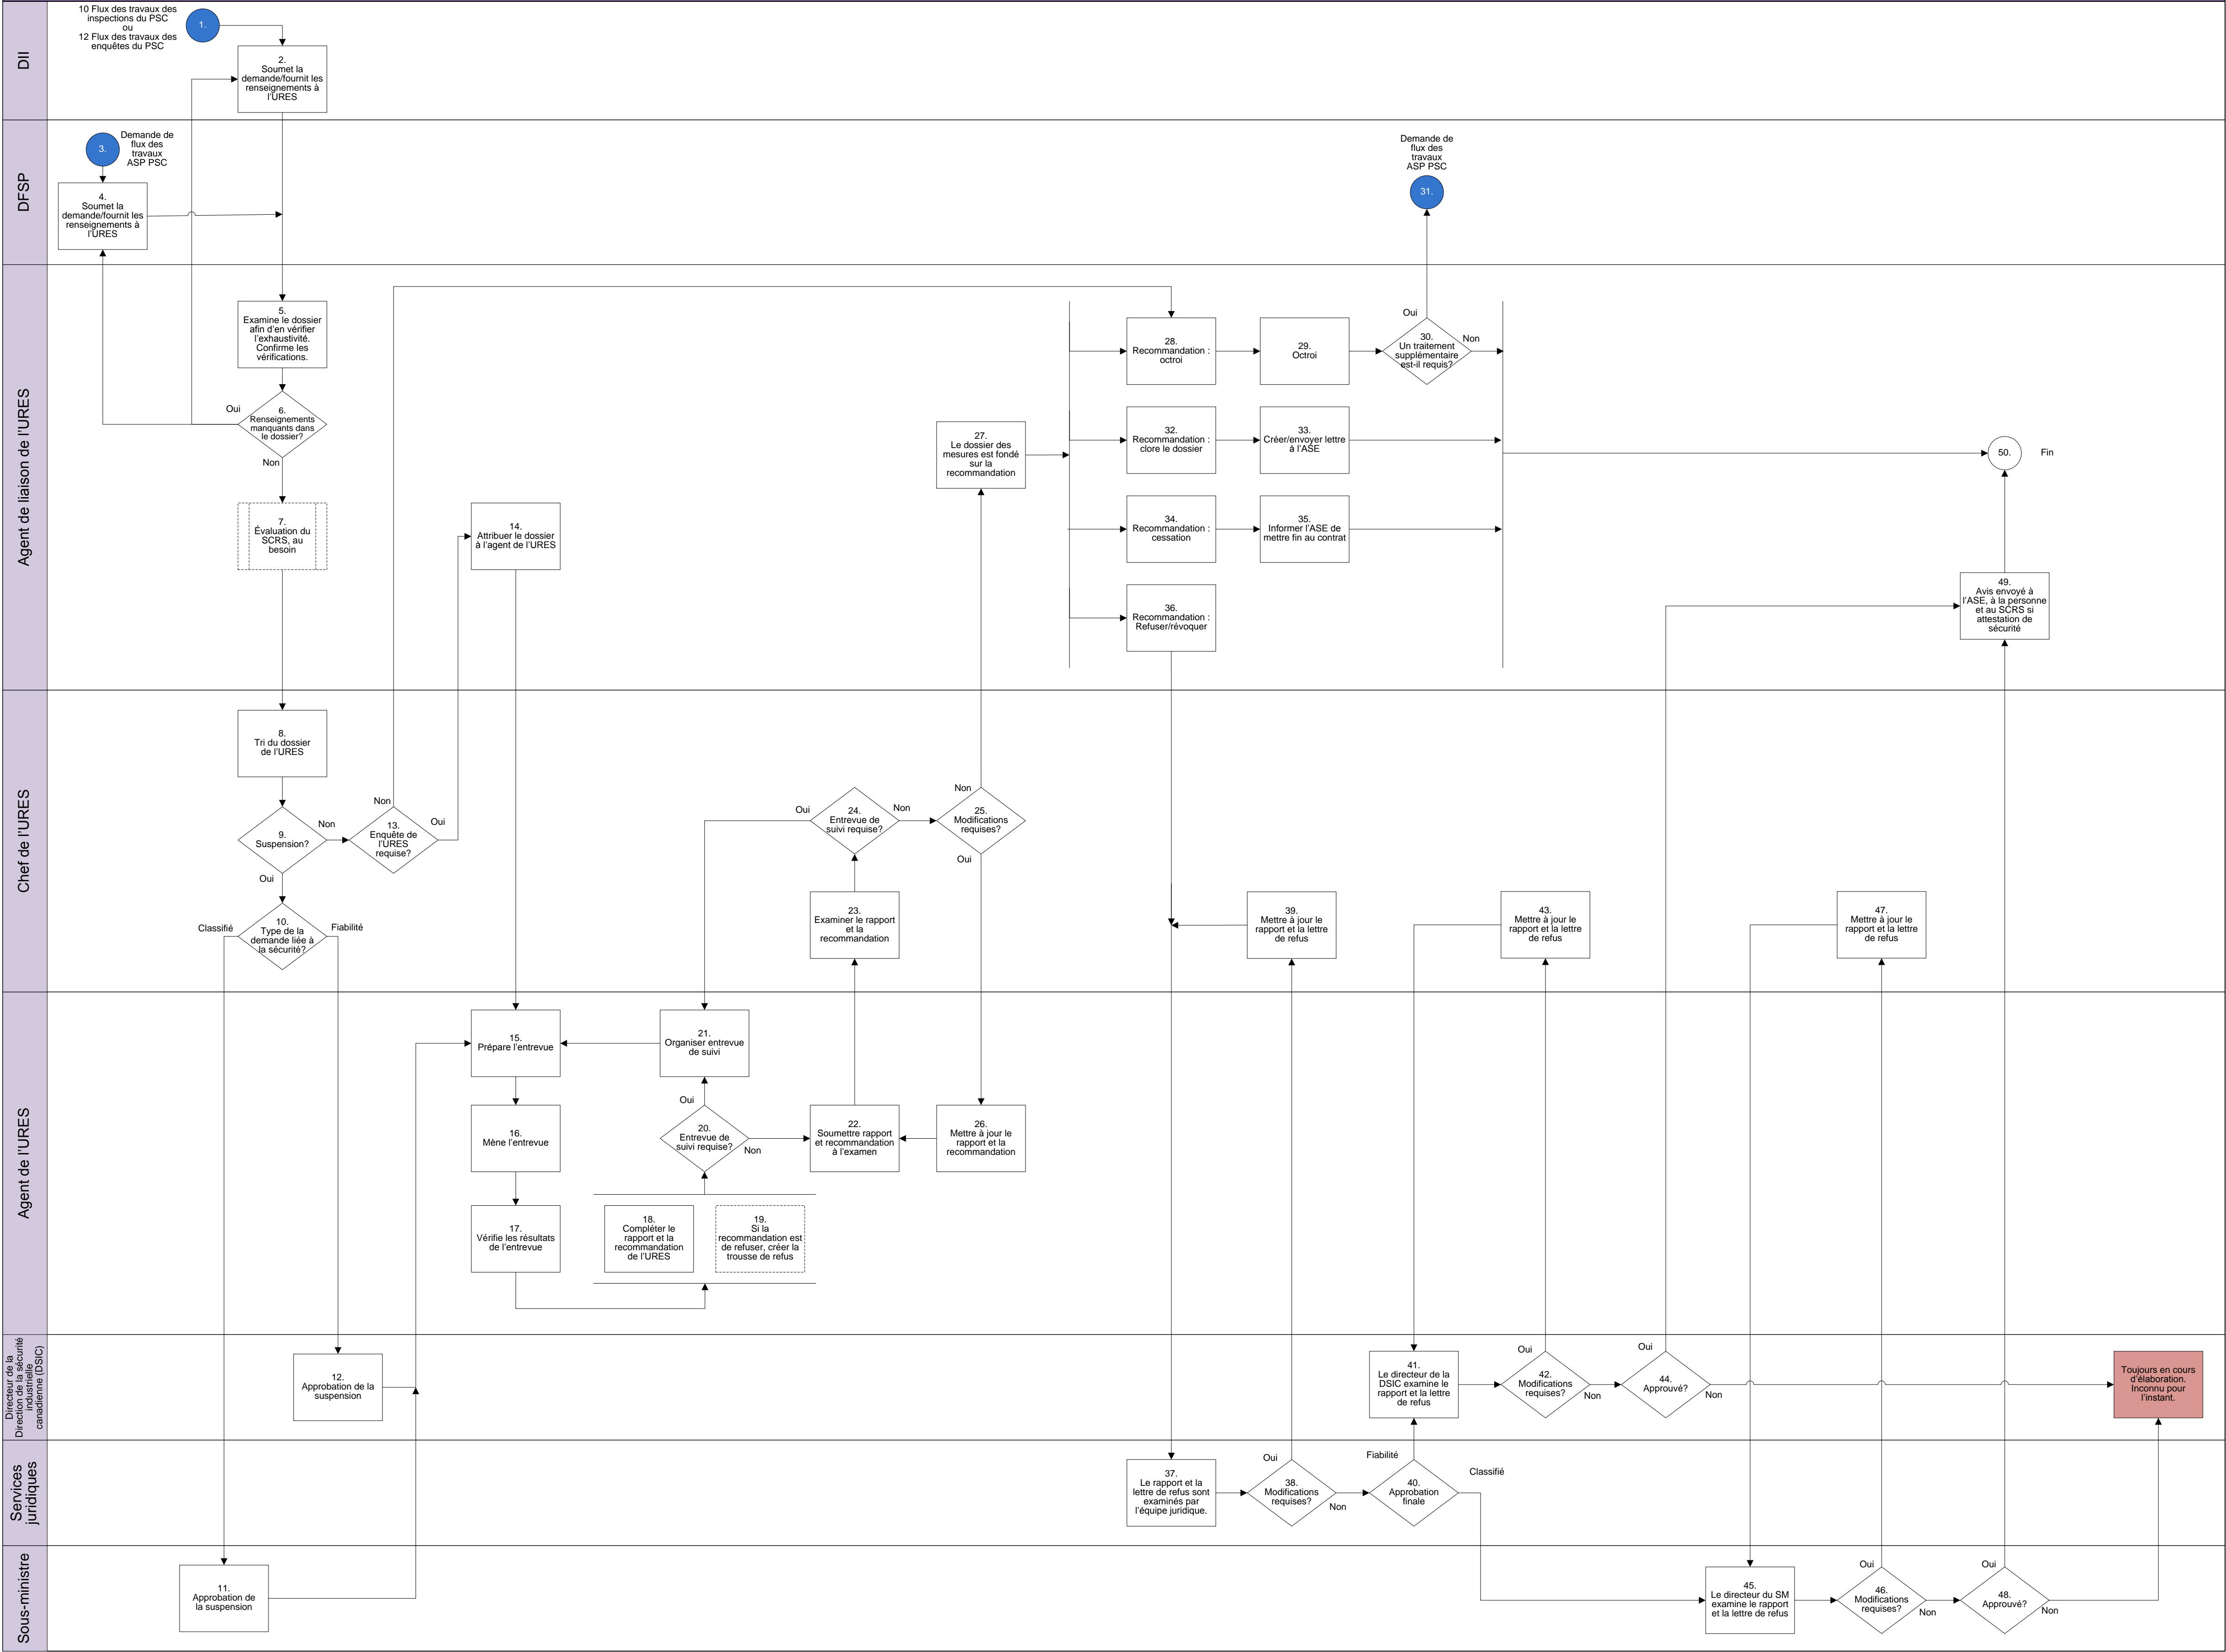 DII
10 Flux des travaux des
inspections du PSC
ou
12 Flux des travaux des
enquêtes du PSC
1.
2.
Soumet la
demande/fournit les
renseignements à
l'URES
DFSP
3.
Demande de
flux des
travaux
ASP PSC
4.
Soumet la
demande/fournit les
renseignements à
l'URES
Demande de
flux des
travaux
ASP PSC
31.
Agent de liaison de l'URES
5.
Examine le dossier
afin d'en vérifier
l'exhaustivité.
Confirme les
vérifications.
Oui
6.
Renseignements
manquants dans
le dossier?
Non
7.
Évaluation du
SCRS, au
besoin
14.
Attribuer le dossier
à l'agent de l'URES
27.
Le dossier des
mesures est fondé
sur la
recommandation
28.
Recommandation :
octroi
29.
Octroi
Oui
30.
Un traitement
supplémentaire
est-il requis?
Non
32.
Recommandation :
clore le dossier
33.
Créer/envoyer lettre
à l'ASE
34.
Recommandation :
cessation
35.
Informer l'ASE de
mettre fin au contrat
36.
Recommandation :
Refuser/révoquer
50.
Fin
49.
Avis envoyé à
l'ASE, à la personne
et au SCRS si
attestation de
sécurité
Chef de l'URES
8.
Tri du dossier
de l'URES
9.
Suspension?
Non
Oui
Non
13.
Enquête de
l'URES
requise?
Oui
Classifié
10.
Type de la
demande liée à
la sécurité?
Fiabilité
Oui
24.
Entrevue de
suivi requise?
Non
Non
25.
Modifications
requises?
Oui
23.
Examiner le rapport
et la
recommandation
39.
Mettre à jour le
rapport et la lettre
de refus
43.
Mettre à jour le
rapport et la lettre
de refus
47.
Mettre à jour le
rapport et la lettre
de refus
Agent de l'URES
15.
Prépare l'entrevue
21.
Organiser entrevue
de suivi
16.
Mène l'entrevue
Oui
20.
Entrevue de
suivi requise?
Non
22.
Soumettre rapport
et recommandation
à l'examen
26.
Mettre à jour le
rapport et la
recommandation
17.
Vérifie les résultats
de l'entrevue
18.
Compléter le
rapport et la
recommandation
de l'URES
19.
Si la
recommandation est
de refuser, créer la
trousse de refus
Directeur de la
Direction de la sécurité
industrielle
canadienne (DSIC)
12.
Approbation de la
suspension
41.
Le directeur de la
DSIC examine le
rapport et la lettre
de refus
Oui
42.
Modifications
requises?
Non
Oui
44.
Approuvé?
Non
Toujours en cours
d'élaboration.
Inconnu pour
l'instant.
Services
juridiques
37.
Le rapport et la
lettre de refus sont
examinés par
l'équipe juridique.
Oui
38.
Modifications
requises?
Non
Fiabilité
40.
Approbation
finale
Classifié
Sous-ministre
11.
Approbation de
la suspension
45.
Le directeur du SM
examine le rapport
et la lettre de refus
Oui
46.
Modifications
requises?
Non
Oui
48.
Approuvé?
Non